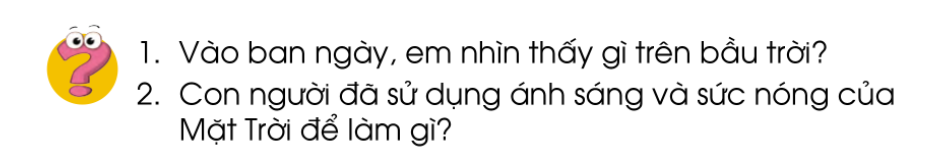 1. Vào ban ngày, em nhìn thấy gì trên bầu trời?
2. Con người đã sử dụng ánh sáng và sức nóng của
Mặt Trời để làm gì?